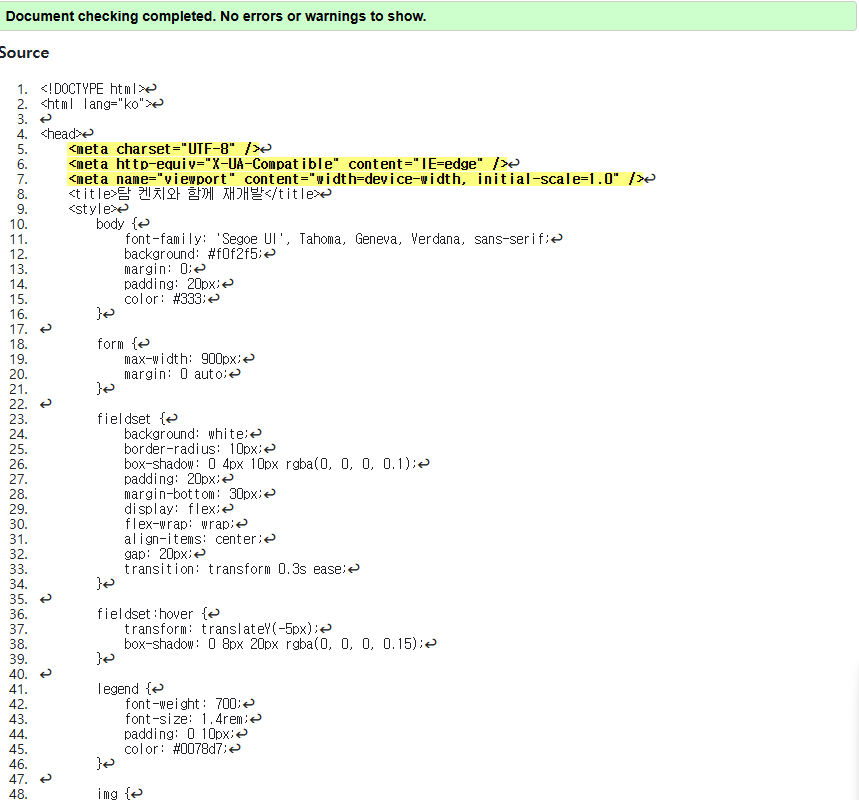 Document checking completed. No errors or warnings to show.
Source
1. <!DOCTYPE html>↩
2. <html lang="ko">↩
3. ↩
4. <head>↩
5. <meta charset="UTF-8" />↩
6. <meta http-equiv="X-UA-Compatible" content="IE=edge" />↩
7. <meta name="viewport" content="width=device-width, initial-scale=1.0" />↩
8. <title>탐 켄치와 함께 재개발</title>↩
9. <style>↩
10. body {↩
11. font-family: 'Segoe UI', Tahoma, Geneva, Verdana, sans-serif;↩
12. background: #f0f2f5;↩
13. margin: 0;↩
14. padding: 20px;↩
15. color: #333;↩
16. }↩
17. ↩
18. form {↩
19. max-width: 900px;↩
20. margin: 0 auto;↩
21. }↩
22. ↩
23. fieldset {↩
24. background: white;↩
25. border-radius: 10px;↩
26. box-shadow: 0 4px 10px rgba(0, 0, 0, 0.1);↩
27. padding: 20px;↩
28. margin-bottom: 30px;↩
29. display: flex;↩
30. flex-wrap: wrap;↩
31. align-items: center;↩
32. gap: 20px;↩
33. transition: transform 0.3s ease;↩
34. }↩
35. ↩
36. fieldset:hover {↩
37. transform: translateY(-5px);↩
38. box-shadow: 0 8px 20px rgba(0, 0, 0, 0.15);↩
39. }↩
40. ↩
41. legend {↩
42. font-weight: 700;↩
43. font-size: 1.4rem;↩
44. padding: 0 10px;↩
45. color: #0078d7;↩
46. }↩
47. ↩
48. img {↩